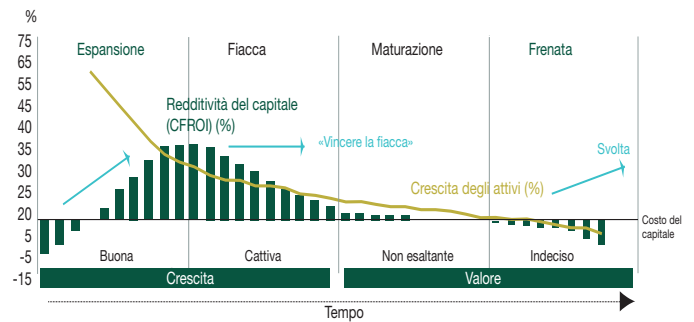 %
Espansione
Fiacca
Maturazione
Frenata
75
65
55
45
40
35
30
25
20
5
-5
-15
Redditività del capitale
(CFROI) (%)
«Vincere la fiacca»
Crescita degli attivi (%)
Svolta
Costo del
capitale
Buona
Cattiva
Non esaltante
Indeciso
Crescita
Valore
Tempo